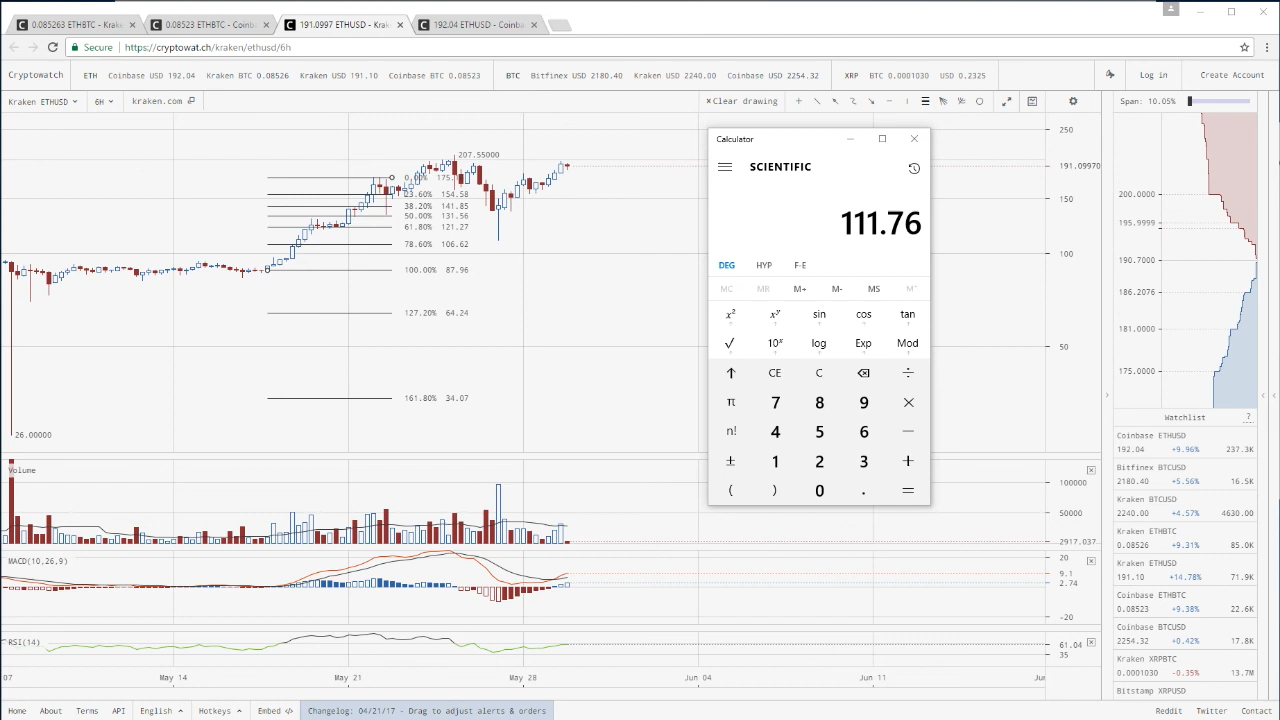 0.085263 ETHBTC - Krake
0.08523 ETHBTC - Coinb
191.0997 ETHUSD - Krake
192.04 ETHUSD - Coinbas
Secure https://cryptowat.ch/kraken/ethusd/6h
Cryptowatch ETH Coinbase USD 192.04 Kraken BTC 0.08526 Kraken USD 191.10 Coinbase BTC 0.08523 BTC Bitfinex USD 2180.40 Kraken USD 2240.00 Coinbase USD 2254.32 XRP BTC 0.0001030 USD 0.2325 Log in Create Account
Kraken ETHUSD 6H kraken.com × Clear drawing Span: 10.05%
207.55000
0.00% 175.
23.60% 154.58
38.20% 141.85
50.00% 131.56
61.80% 121.27
78.60% 106.62
100.00% 87.96
127.20% 64.24
161.80% 34.07
26.00000
250
191.09970
150
100
50
Calculator
SCIENTIFIC
111.76
DEG HYP F-E
MC MR M+ M- MS M˅
x² xʸ sin cos tan
√ 10ˣ log Exp Mod
↑ CE C ⌫ ÷
π 7 8 9 ×
n! 4 5 6 −
± 1 2 3 +
( ) 0 . =
200.0000
195.9999
190.7000
186.2076
181.0000
175.0000
Watchlist ?
Coinbase ETHUSD
192.04 +9.96% 237.3K
Bitfinex BTCUSD
2180.40 +5.56% 16.5K
Kraken BTCUSD
2240.00 +4.57% 4630.00
Kraken ETHBTC
0.08526 +9.31% 85.0K
Kraken ETHUSD
191.10 +14.78% 71.9K
Coinbase ETHBTC
0.08523 +9.38% 22.6K
Coinbase BTCUSD
2254.32 +0.42% 17.8K
Kraken XRPBTC
0.0001030 -0.35% 13.7M
Bitstamp XRPUSD
Volume
100000
50000
2917.037
MACD(10,26,9)
20
9.1
2.74
-20
RSI(14)
61.04
35
07 May 14 May 21 May 28 Jun 04 Jun 11
Home About Terms API English Hotkeys Embed </> Changelog: 04/21/17 - Drag to adjust alerts & orders Reddit Twitter Contact